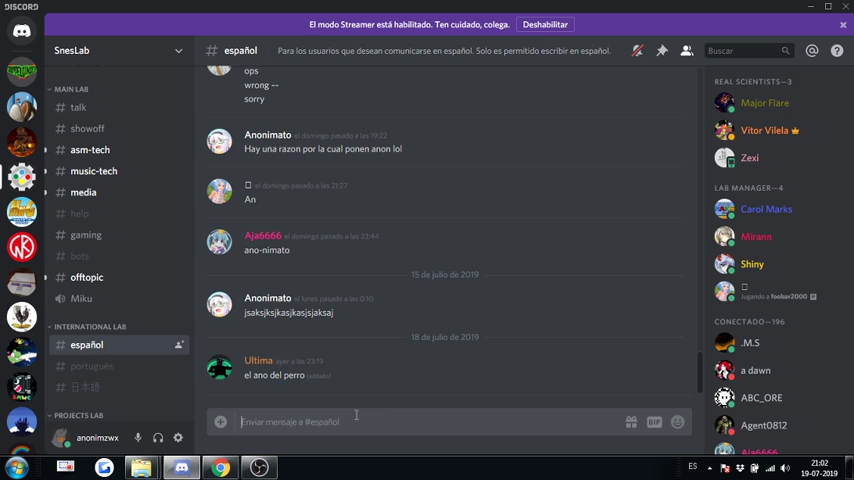 DISCORD
El modo Streamer está habilitado. Ten cuidado, colega.
Deshabilitar
SnesLab
# español
Para los usuarios que desean comunicarse en español. Solo es permitido escribir en español.
Buscar
MAIN LAB
# talk
# showoff
# asm-tech
# music-tech
# media
# help
# gaming
# bots
# offtopic
Miku
INTERNATIONAL LAB
# español
# português
# 日本語
PROJECTS LAB
anonimzwx
ops
wrong --
sorry
Anonimato el domingo pasado a las 19:22
Hay una razon por la cual ponen anon lol
el domingo pasado a las 21:27
An
Aja6666 el domingo pasado a las 23:44
ano-nimato
15 de julio de 2019
Anonimato el lunes pasado a las 0:10
jsaksjksjkasjkasjsjaksaj
18 de julio de 2019
Ultima ayer a las 23:19
el ano del perro (editado)
Enviar mensaje a #español
GIF
REAL SCIENTISTS—3
Major Flare
Vitor Vilela
Zexi
LAB MANAGER—4
Carol Marks
Mirann
Shiny
Jugando a foobar2000
CONECTADO—196
.M.S
a dawn
ABC_ORE
Agent0812
Aja6666
ES
21:02
19-07-2019